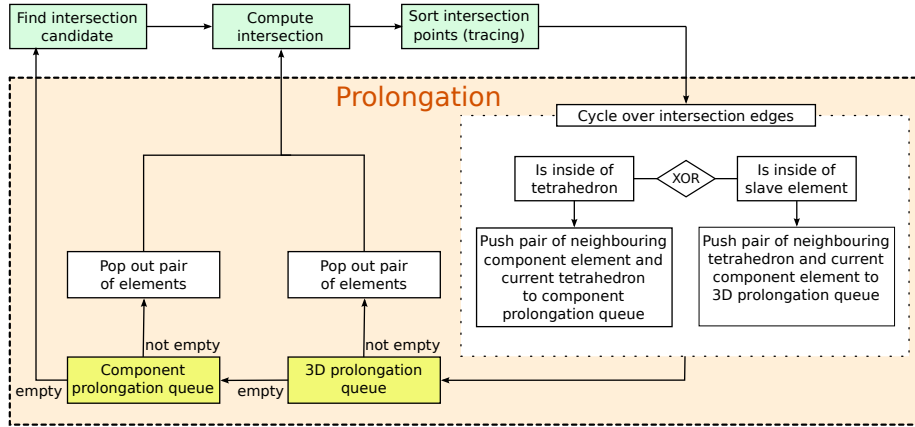 Find intersection
candidate
Compute
intersection
Sort intersection
points (tracing)
Prolongation
Cycle over intersection edges
Is inside of
tetrahedron
XOR
Is inside of
slave element
Push pair of neighbouring
component element and
current tetrahedron
to component
prolongation queue
Push pair of neighbouring
tetrahedron and current
component element to
3D prolongation queue
Pop out pair
of elements
Pop out pair
of elements
not empty
not empty
Component
prolongation queue
3D prolongation
queue
empty
empty